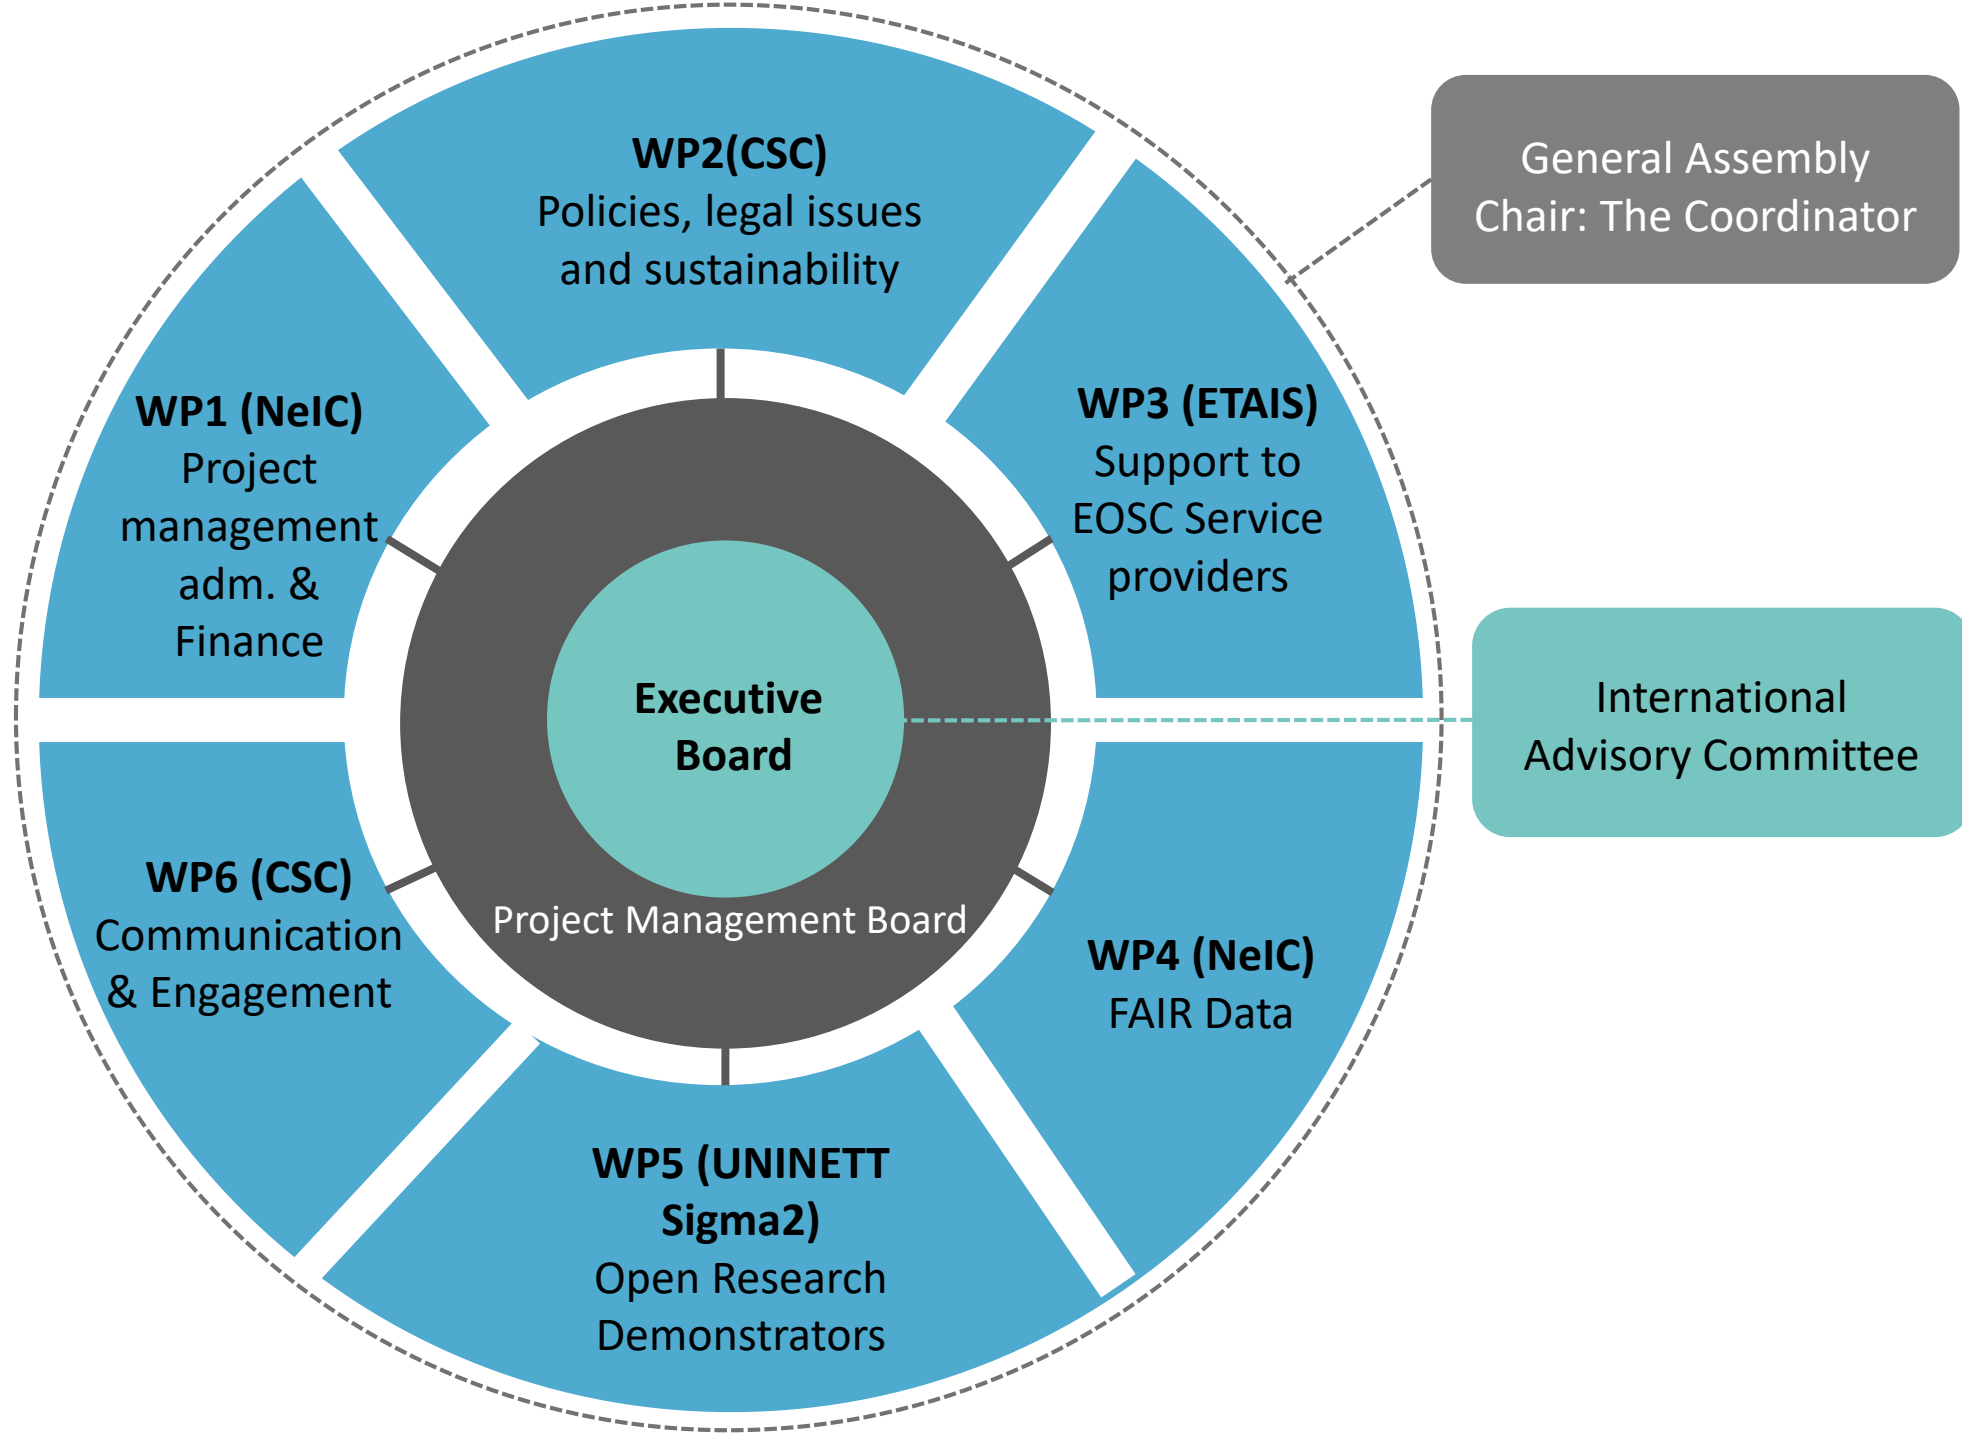 WP2(CSC)
Policies, legal issues
and sustainability
General Assembly
Chair: The Coordinator
WP1 (NeIC)
Project
management
adm. &
Finance
WP3 (ETAIS)
Support to
EOSC Service
providers
Executive
Board
Project Management Board
International
Advisory Committee
WP6 (CSC)
Communication
& Engagement
WP4 (NeIC)
FAIR Data
WP5 (UNINETT
Sigma2)
Open Research
Demonstrators